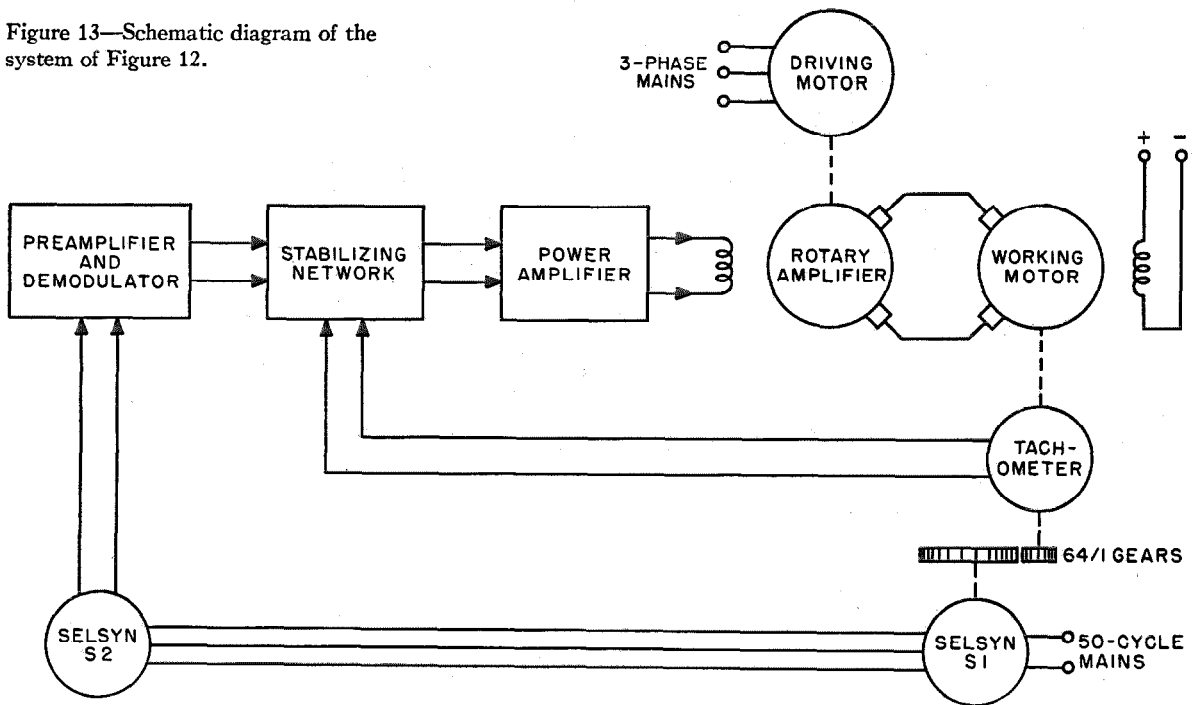 Figure 13—Schematic diagram of the
system of Figure 12.
3-PHASE
MAINS
DRIVING
MOTOR
+ −
PREAMPLIFIER
AND
DEMODULATOR
STABILIZING
NETWORK
POWER
AMPLIFIER
ROTARY
AMPLIFIER
WORKING
MOTOR
TACH-
OMETER
64/1 GEARS
SELSYN
S2
SELSYN
S1
50-CYCLE
MAINS